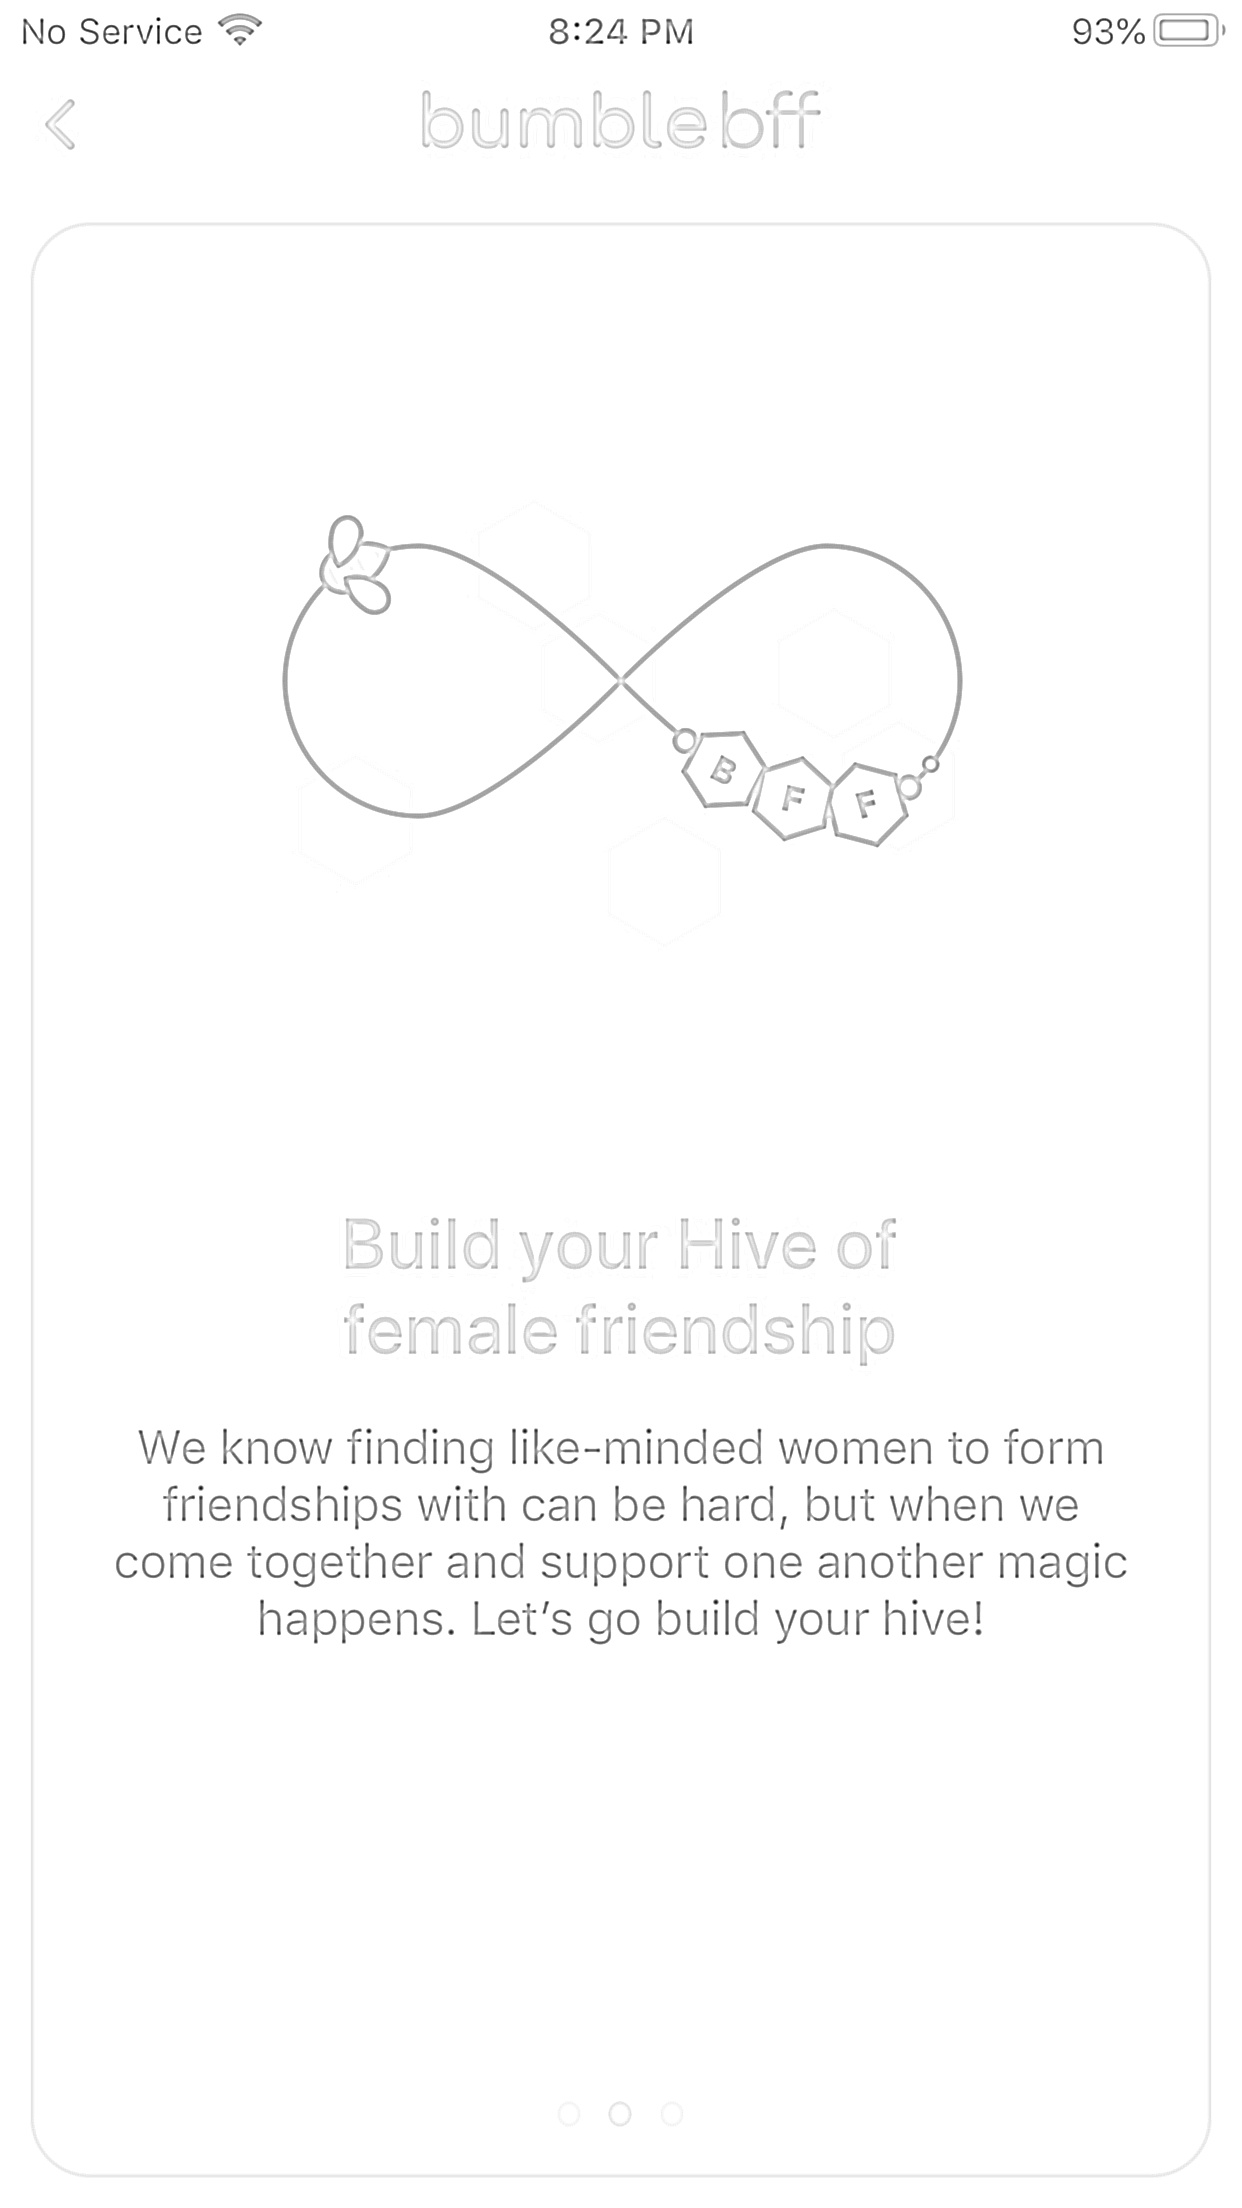 No Service 8:24 PM 93%
bumble bff
B F F
Build your Hive of
female friendship
We know finding like-minded women to form
friendships with can be hard, but when we
come together and support one another magic
happens. Let’s go build your hive!